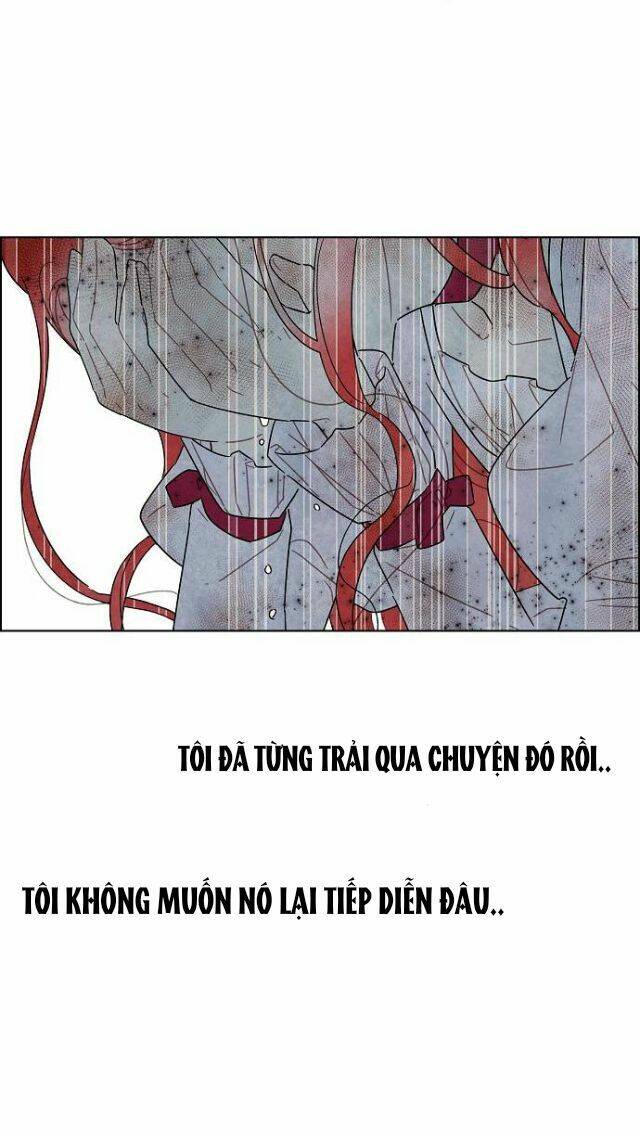 TÔI ĐÃ TỪNG TRẢI QUA CHUYỆN ĐÓ RỒI..
TÔI KHÔNG MUỐN NÓ LẠI TIẾP DIỄN ĐÂU..